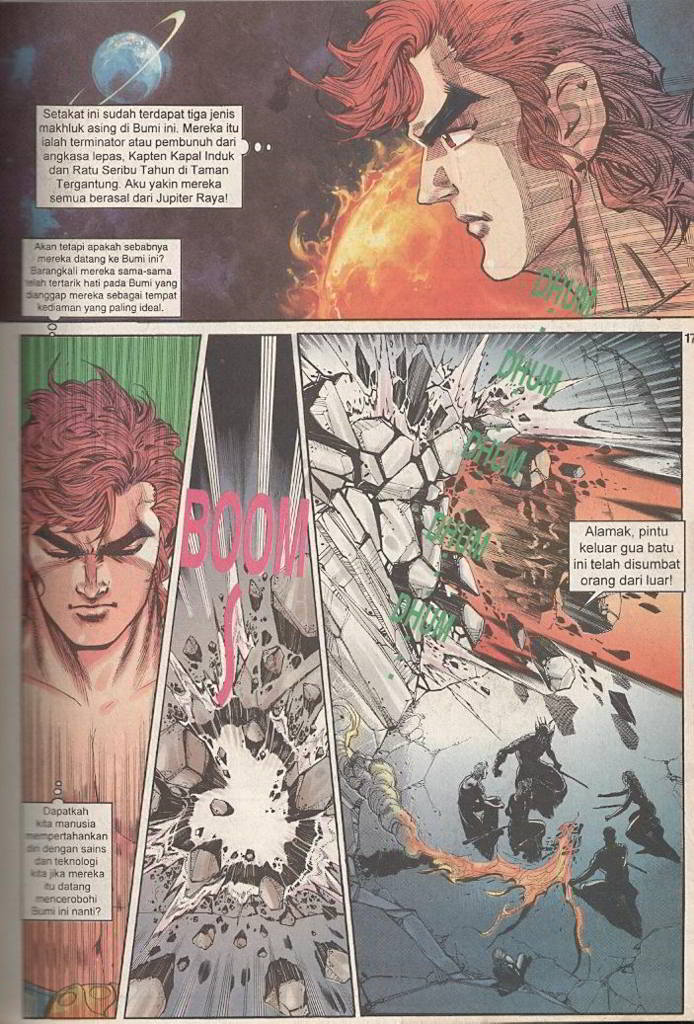 Setakat ini sudah terdapat tiga jenis
makhluk asing di Bumi ini. Mereka itu
ialah terminator atau pembunuh dari
angkasa lepas, Kapten Kapal Induk
dan Ratu Seribu Tahun di Taman
Tergantung. Aku yakin mereka
semua berasal dari Jupiter Raya!
Akan tetapi apakah sebabnya
mereka datang ke Bumi ini?
Barangkali mereka sama-sama
telah tertarik hati pada Bumi yang
dianggap mereka sebagai tempat
kediaman yang paling ideal.
DHUM
DHUM
DHUM
DHUM
DHUM
17
BOOM
Alamak, pintu
keluar gua batu
ini telah disumbat
orang dari luar!
Dapatkah
kita manusia
mempertahankan
diri dengan sains
dan teknologi
kita jika mereka
itu datang
mencerobohi
Bumi ini nanti?